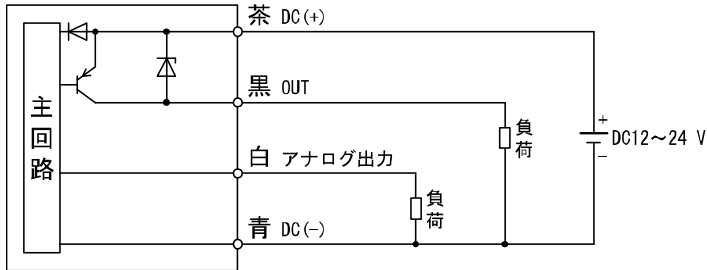 茶 DC(+)
黒 OUT
白 アナログ出力
青 DC(−)
主回路
負荷
負荷
+
DC12～24 V
−